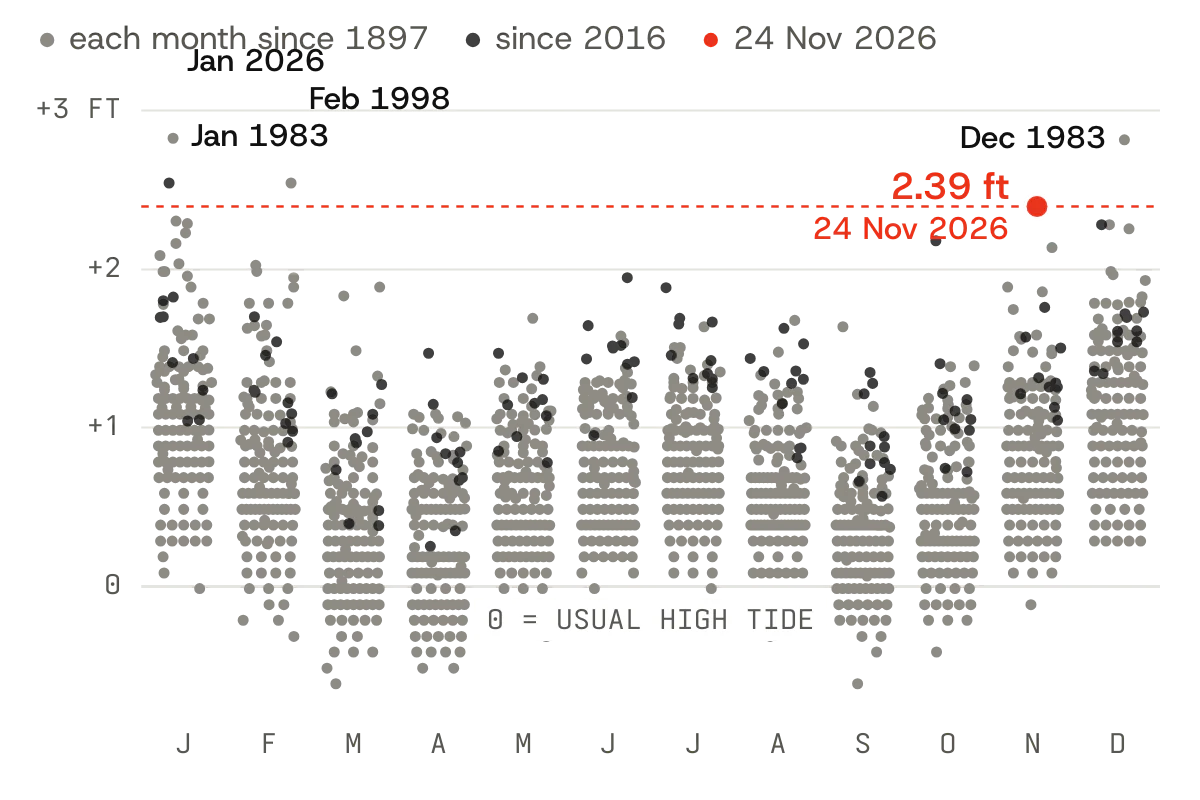 each month since 1897 since 2016 24 Nov 2026
Jan 2026
Feb 1998
+3 FT
Jan 1983
Dec 1983
2.39 ft
24 Nov 2026
+2
+1
0
0 = USUAL HIGH TIDE
J F M A M J J A S O N D